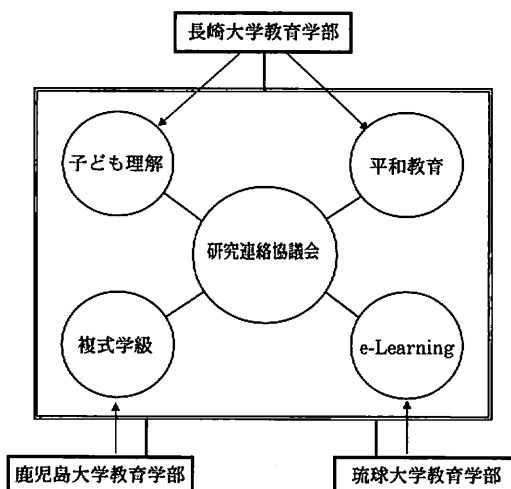 長崎大学教育学部
子ども理解
平和教育
研究連絡協議会
複式学級
e-Learning
鹿児島大学教育学部
琉球大学教育学部